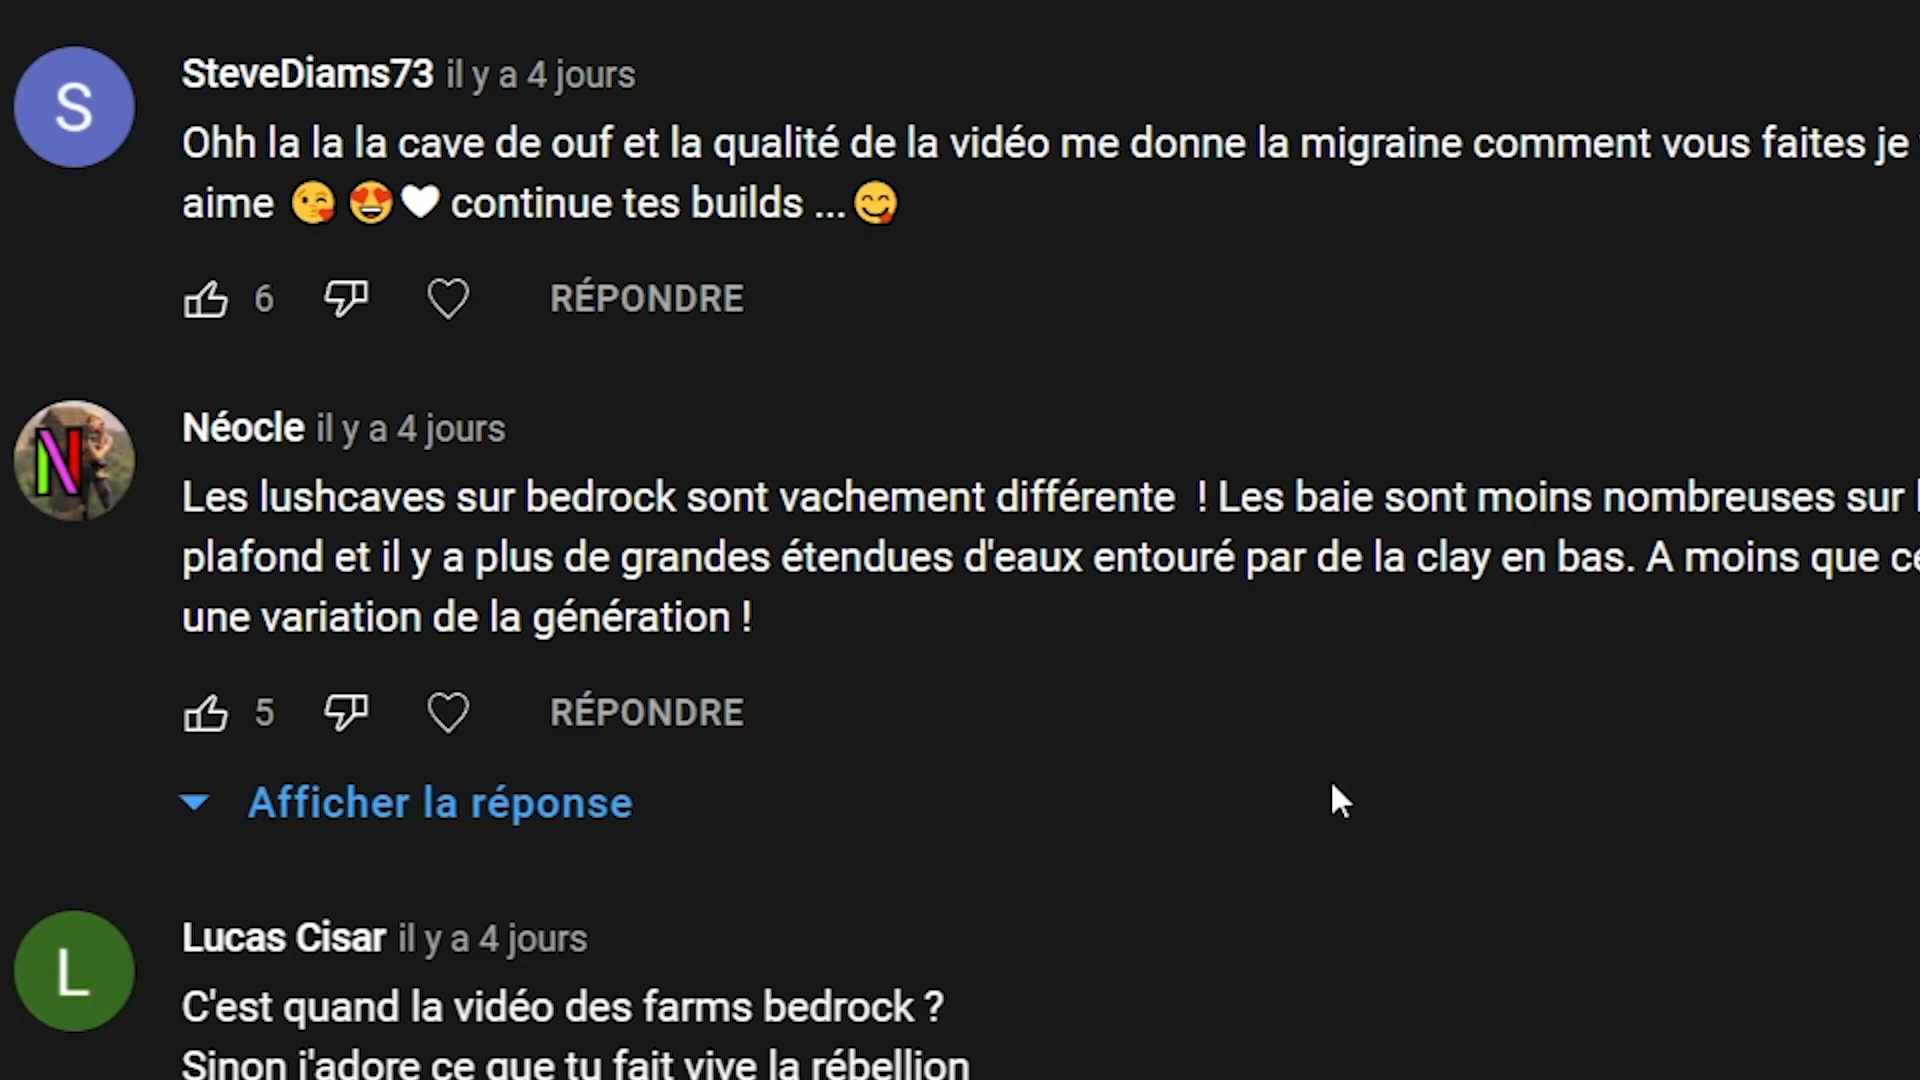 S
SteveDiams73 il y a 4 jours
Ohh la la la cave de ouf et la qualité de la vidéo me donne la migraine comment vous faites je
aime 😘😍🤍 continue tes builds ...😋
6 RÉPONDRE
N
Néocle il y a 4 jours
Les lushcaves sur bedrock sont vachement différente ! Les baie sont moins nombreuses sur
plafond et il y a plus de grandes étendues d'eaux entouré par de la clay en bas. A moins que
une variation de la génération !
5 RÉPONDRE
Afficher la réponse
L
Lucas Cisar il y a 4 jours
C'est quand la vidéo des farms bedrock ?
Sinon j'adore ce que tu fait vive la rébellion